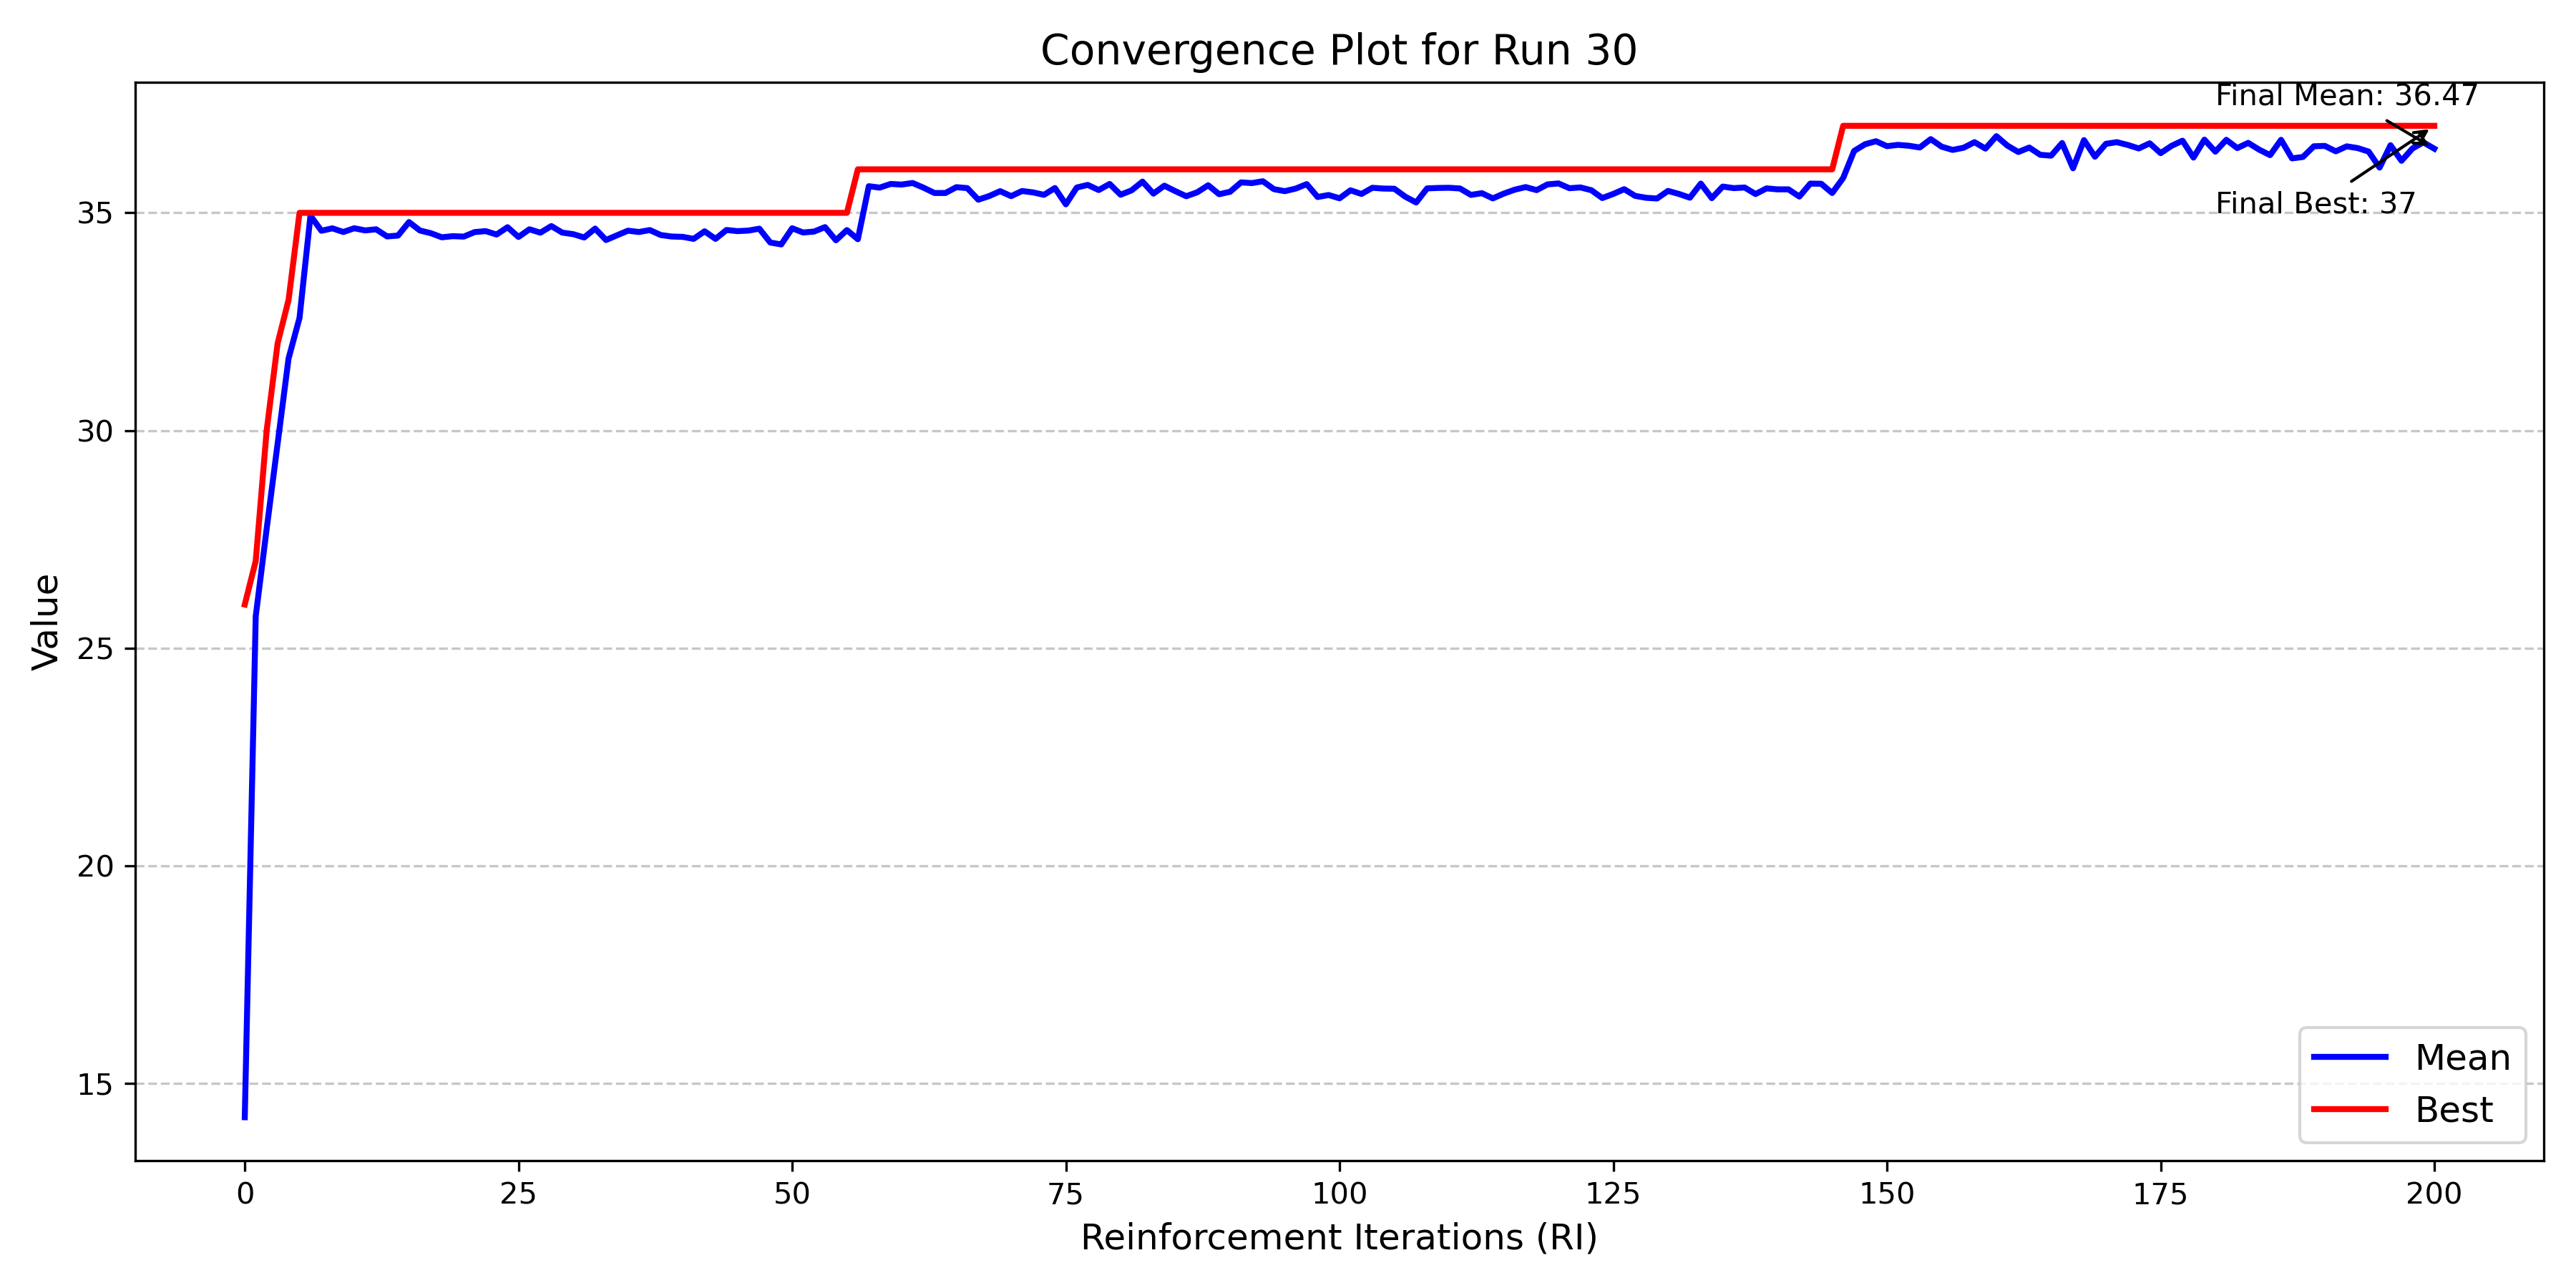 Convergence Plot for Run 30
Final Mean: 36.47
Final Best: 37
Value
35
30
25
20
15
0 25 50 75 100 125 150 175 200
Reinforcement Iterations (RI)
Mean
Best